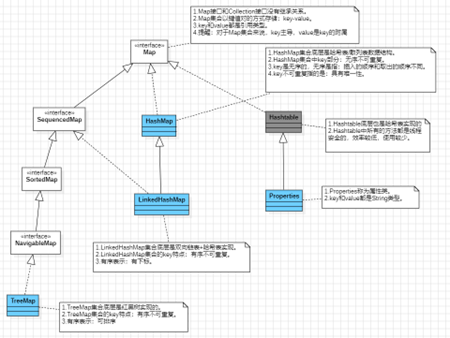 1.Map接口和Collection接口没有继承关系。
2.Map集合以键值对的方式存储：key-value。
3.key和value都是引用类型。
4.提醒：对于Map集合来说，key主导，value是key的附属
«interface»
Map
1.HashMap集合底层是哈希表/散列表数据结构。
2.HashMap集合中key部分：无序不可重复。
3.key是无序的，无序是指：插入的顺序和取出的顺序不同。
4.key不可重复指的是：具有唯一性。
«interface»
SequencedMap
HashMap
Hashtable
1.Hashtable底层也是哈希表实现的
2.Hashtable中所有的方法都是线程
安全的，效率较低，使用较少。
«interface»
SortedMap
LinkedHashMap
Properties
1.Properties称为属性类。
2.key和value都是String类型。
«interface»
NavigableMap
1.LinkedHashMap集合底层是双向链表+哈希表实现。
2.LinkedHashMap集合的key特点：有序不可重复。
3.有序表示：有下标。
TreeMap
1.TreeMap集合底层是红黑树实现的。
2.TreeMap集合的key特点：有序不可重复。
3.有序表示：可排序